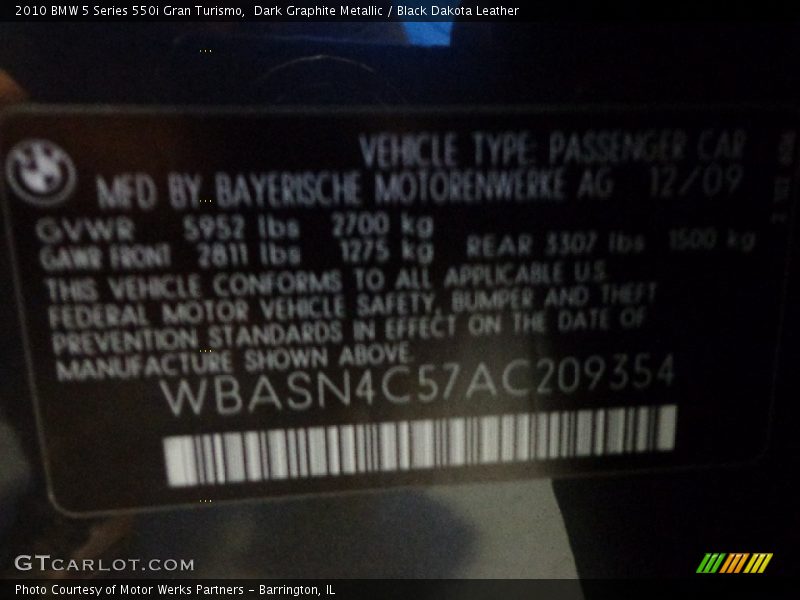 2010 BMW 5 Series 550i Gran Turismo,  Dark Graphite Metallic / Black Dakota Leather
VEHICLE TYPE: PASSENGER CAR
MFD BY BAYERISCHE MOTORENWERKE AG 12/09
GVWR 5952 lbs 2700 kg
GAWR FRONT 2811 lbs 1275 kg REAR 3307 lbs 1500 kg
THIS VEHICLE CONFORMS TO ALL APPLICABLE U.S.
FEDERAL MOTOR VEHICLE SAFETY, BUMPER AND THEFT
PREVENTION STANDARDS IN EFFECT ON THE DATE OF
MANUFACTURE SHOWN ABOVE.
WBASN4C57AC209354
GTCARLOT.COM
Photo Courtesy of Motor Werks Partners - Barrington, IL